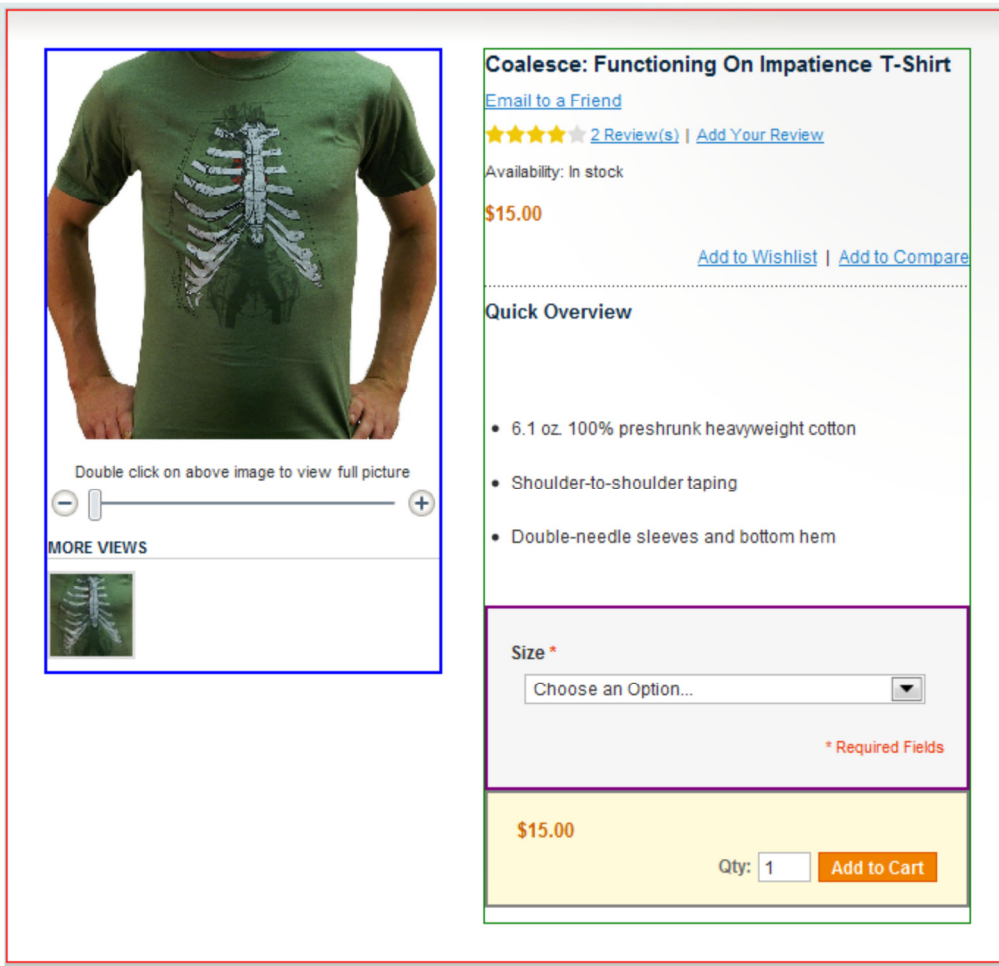 Coalesce: Functioning On Impatience T-Shirt
Email to a Friend
2 Review(s) | Add Your Review
Availability: In stock
$15.00
Add to Wishlist | Add to Compare
Quick Overview
• 6.1 oz. 100% preshrunk heavyweight cotton
• Shoulder-to-shoulder taping
• Double-needle sleeves and bottom hem
Double click on above image to view full picture
MORE VIEWS
Size *
Choose an Option...
* Required Fields
$15.00
Qty: 1 Add to Cart